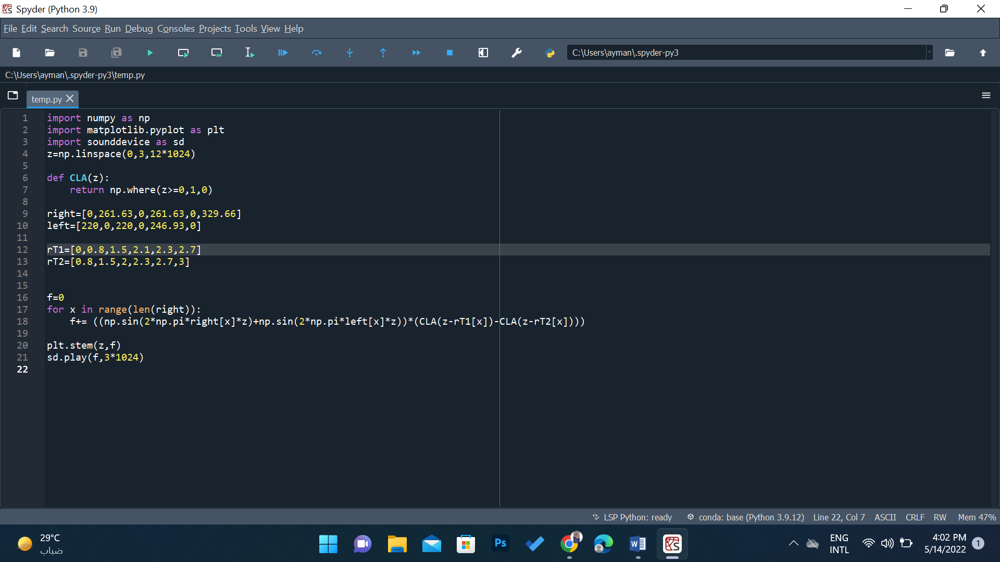 Spyder (Python 3.9)
File Edit Search Source Run Debug Consoles Projects Tools View Help
C:\Users\ayman\.spyder-py3
C:\Users\ayman\.spyder-py3\temp.py
temp.py
1 import numpy as np
2 import matplotlib.pyplot as plt
3 import sounddevice as sd
4 z=np.linspace(0,3,12*1024)
5
6 def CLA(z):
7     return np.where(z>=0,1,0)
8
9 right=[0,261.63,0,261.63,0,329.66]
10 left=[220,0,220,0,246.93,0]
11
12 rT1=[0,0.8,1.5,2.1,2.3,2.7]
13 rT2=[0.8,1.5,2,2.3,2.7,3]
14
15
16 f=0
17 for x in range(len(right)):
18     f+= ((np.sin(2*np.pi*right[x]*z)+np.sin(2*np.pi*left[x]*z))*(CLA(z-rT1[x])-CLA(z-rT2[x])))
19
20 plt.stem(z,f)
21 sd.play(f,3*1024)
22
LSP Python: ready conda: base (Python 3.9.12) Line 22, Col 7 ASCII CRLF RW Mem 47%
29°C
ضباب
Ps
W
ENG
INTL
4:02 PM
5/14/2022
1